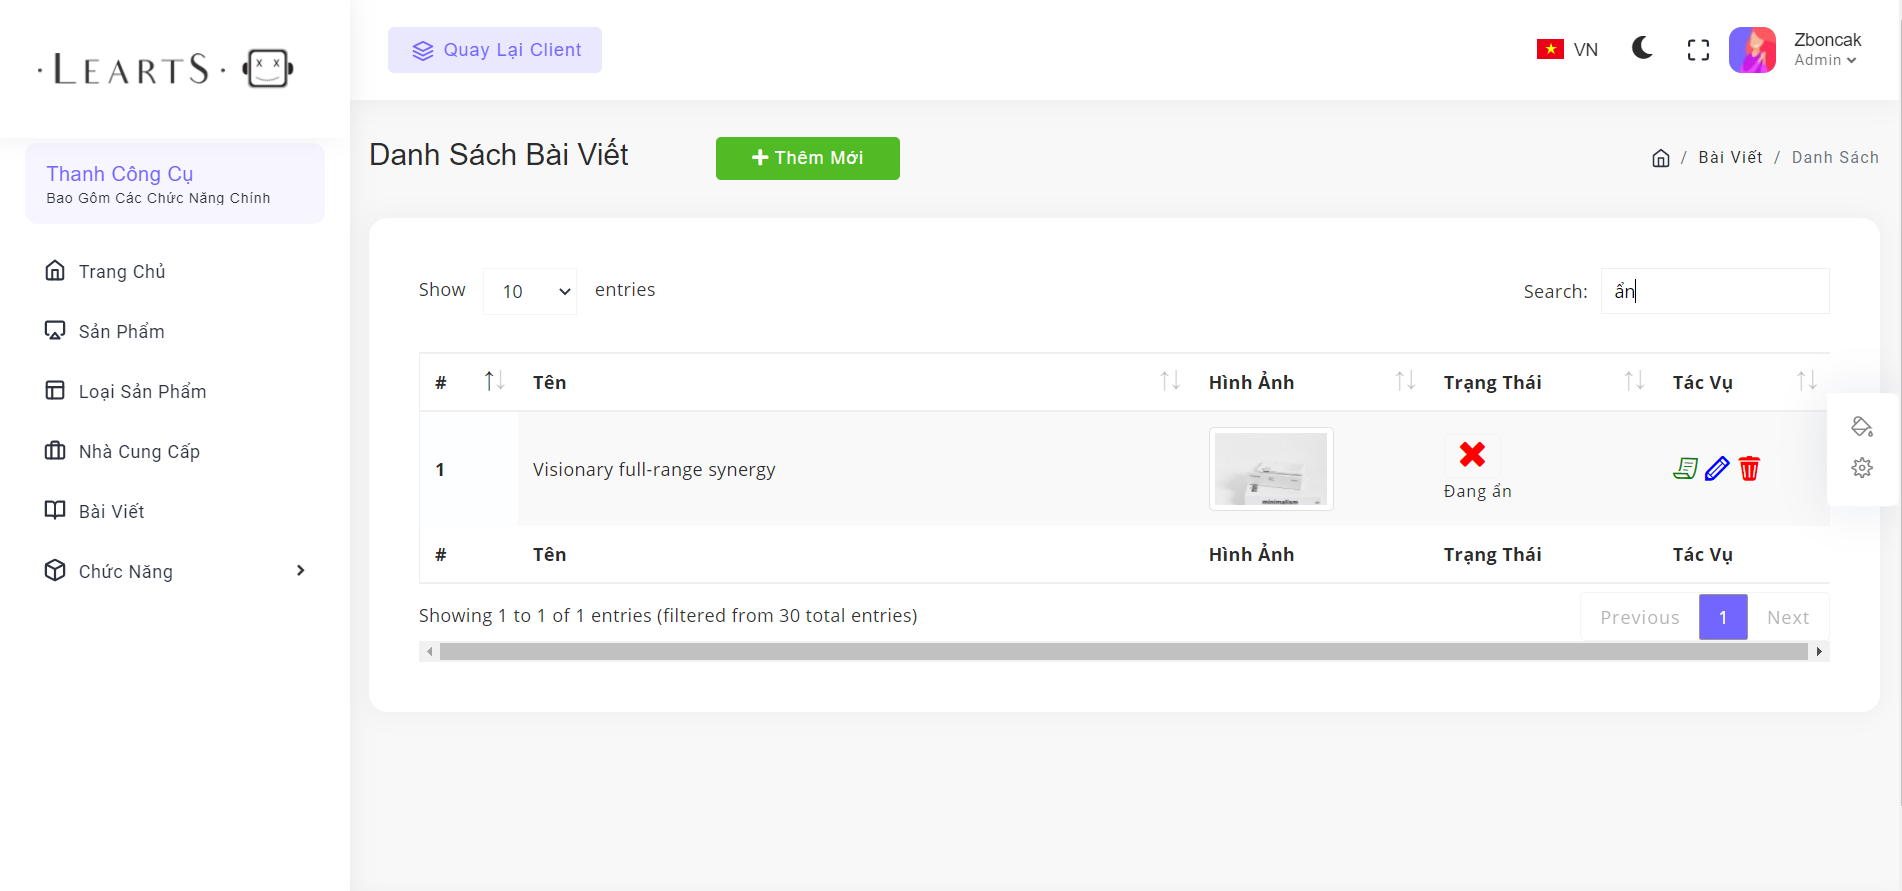 · LEARTS ·
Quay Lại Client
VN
Zboncak
Admin
Thanh Công Cụ
Bao Gồm Các Chức Năng Chính
Trang Chủ
Sản Phẩm
Loại Sản Phẩm
Nhà Cung Cấp
Bài Viết
Chức Năng
Danh Sách Bài Viết
Thêm Mới
/ Bài Viết / Danh Sách
Show 10 entries
Search: ẩn
# Tên Hình Ảnh Trạng Thái Tác Vụ
1 Visionary full-range synergy
minimalism
Đang ẩn
# Tên Hình Ảnh Trạng Thái Tác Vụ
Showing 1 to 1 of 1 entries (filtered from 30 total entries)
Previous 1 Next